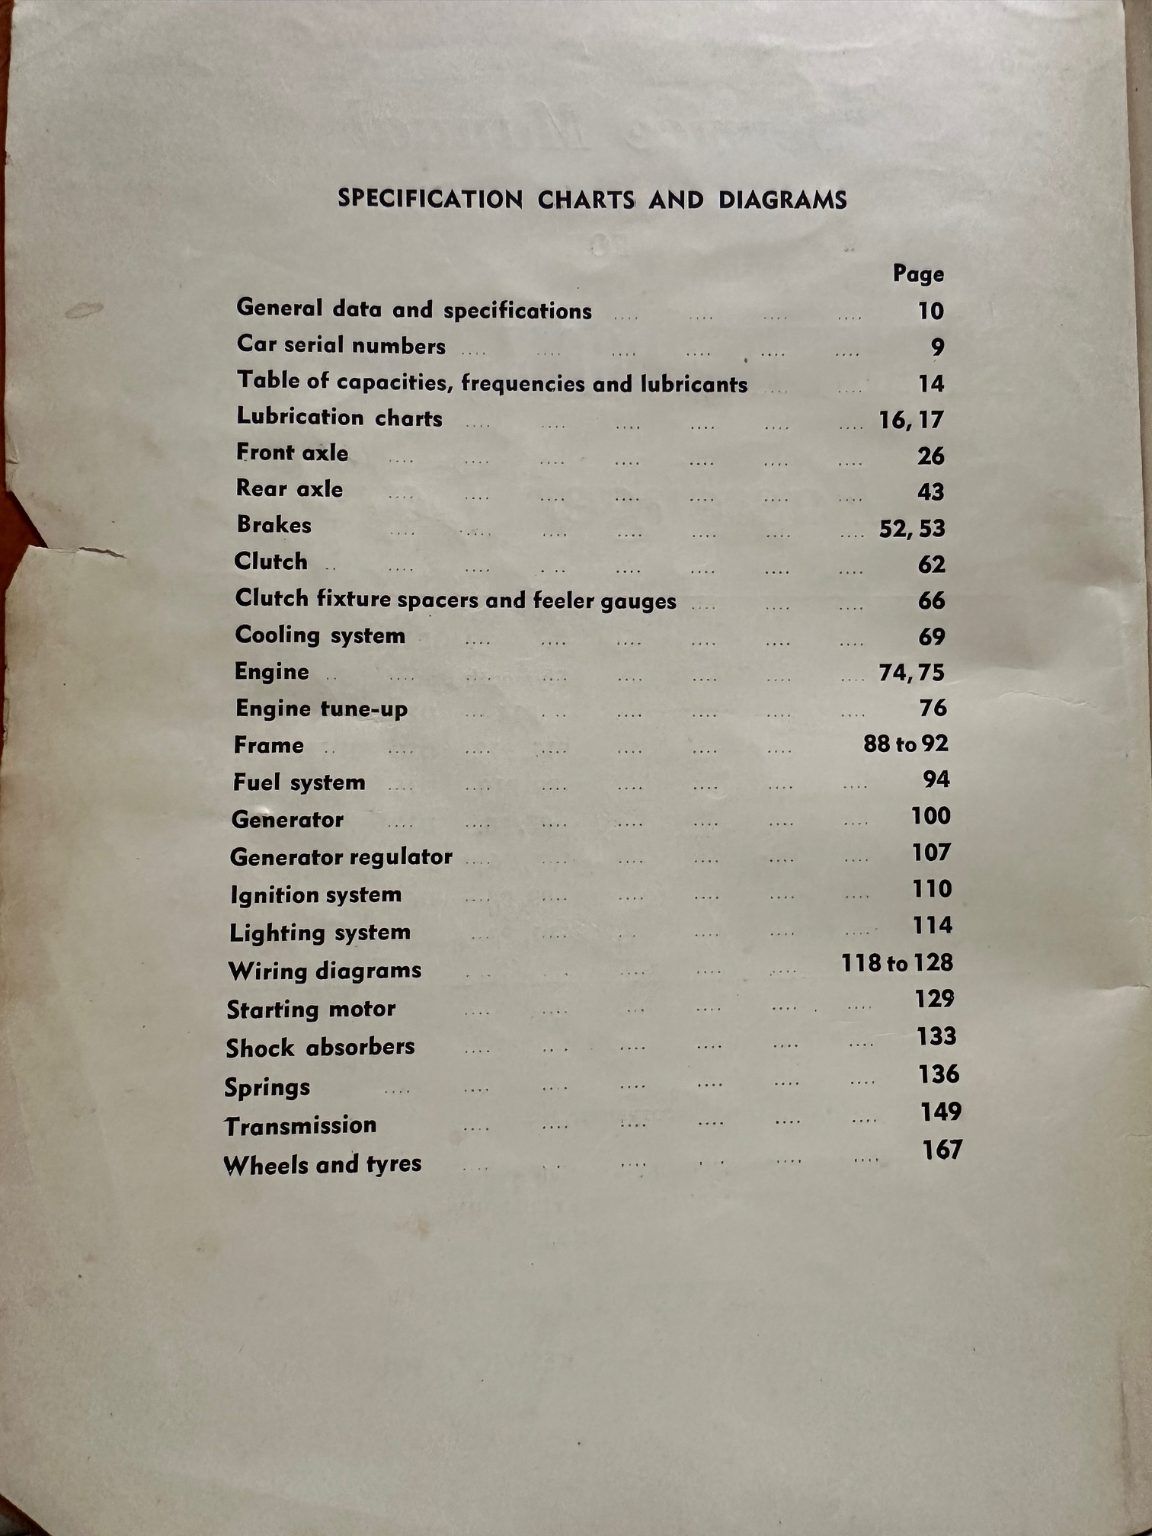 SPECIFICATION CHARTS AND DIAGRAMS
Page
General data and specifications .... .... .... .... 10
Car serial numbers .... .... .... .... .... .... 9
Table of capacities, frequencies and lubricants .... .... 14
Lubrication charts .... .... .... .... .... .... 16, 17
Front axle .... .... .... .... .... .... .... 26
Rear axle .... .... .... .... .... .... .... 43
Brakes .... .... .... .... .... .... .... 52, 53
Clutch .. .... .... .... .... .... .... .... 62
Clutch fixture spacers and feeler gauges .... .... .... 66
Cooling system .... .... .... .... .... .... 69
Engine .. .... .... .... .... .... .... .... 74, 75
Engine tune-up .... .... .... .... .... .... 76
Frame .. .... .... .... .... .... .... 88 to 92
Fuel system .... .... .... .... .... .... .... 94
Generator .... .... .... .... .... .... .... 100
Generator regulator .... .... .... .... .... .... 107
Ignition system .... .... .... .... .... .... 110
Lighting system .... .... .... .... .... .... 114
Wiring diagrams .... .... .... .... .... 118 to 128
Starting motor .... .... .... .... .... .... 129
Shock absorbers .... .... .... .... .... .... 133
Springs .... .... .... .... .... .... .... 136
Transmission .... .... .... .... .... .... 149
Wheels and tyres .... .... .... .... .... .... 167